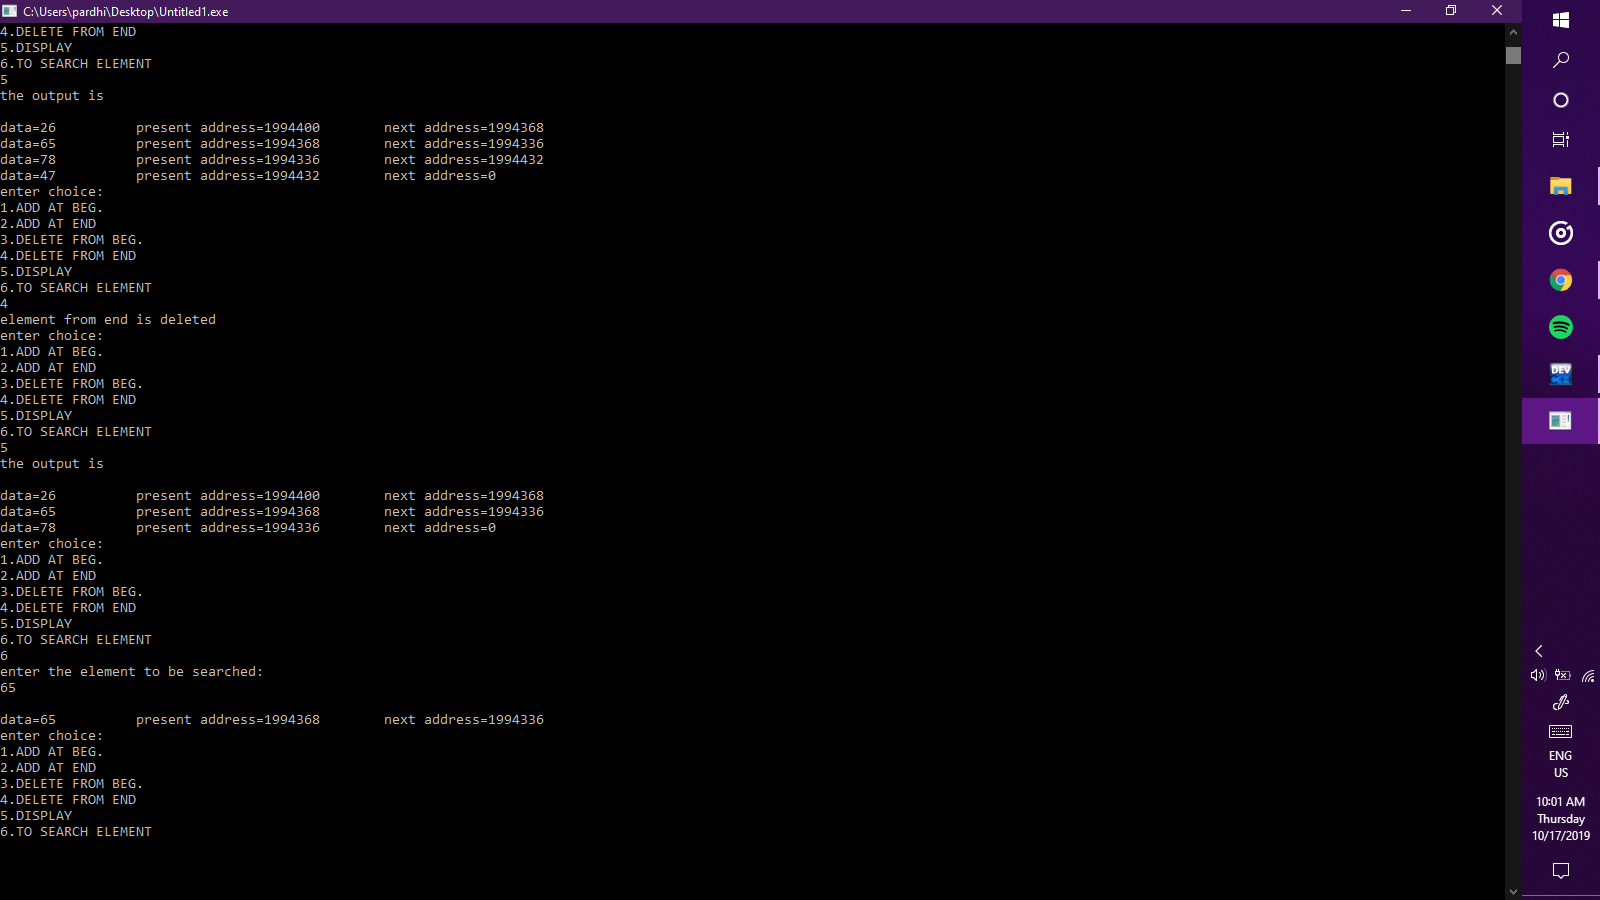 C:\Users\pardhi\Desktop\Untitled1.exe
4.DELETE FROM END
5.DISPLAY
6.TO SEARCH ELEMENT
5
the output is
data=26 present address=1994400 next address=1994368
data=65 present address=1994368 next address=1994336
data=78 present address=1994336 next address=1994432
data=47 present address=1994432 next address=0
enter choice:
1.ADD AT BEG.
2.ADD AT END
3.DELETE FROM BEG.
4.DELETE FROM END
5.DISPLAY
6.TO SEARCH ELEMENT
4
element from end is deleted
enter choice:
1.ADD AT BEG.
2.ADD AT END
3.DELETE FROM BEG.
4.DELETE FROM END
5.DISPLAY
6.TO SEARCH ELEMENT
5
the output is
data=26 present address=1994400 next address=1994368
data=65 present address=1994368 next address=1994336
data=78 present address=1994336 next address=0
enter choice:
1.ADD AT BEG.
2.ADD AT END
3.DELETE FROM BEG.
4.DELETE FROM END
5.DISPLAY
6.TO SEARCH ELEMENT
6
enter the element to be searched:
65
data=65 present address=1994368 next address=1994336
enter choice:
1.ADD AT BEG.
2.ADD AT END
3.DELETE FROM BEG.
4.DELETE FROM END
5.DISPLAY
6.TO SEARCH ELEMENT
DEV
C++
ENG
US
10:01 AM
Thursday
10/17/2019